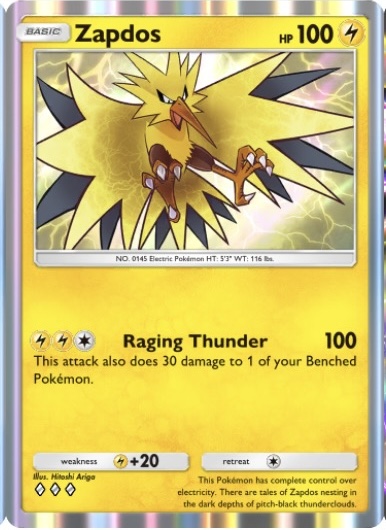 BASIC Zapdos HP 100
NO. 0145 Electric Pokémon HT: 5'3" WT: 116 lbs.
Raging Thunder 100
This attack also does 30 damage to 1 of your Benched
Pokémon.
weakness +20 retreat
Illus. Hitoshi Ariga
This Pokémon has complete control over
electricity. There are tales of Zapdos nesting in
the dark depths of pitch-black thunderclouds.